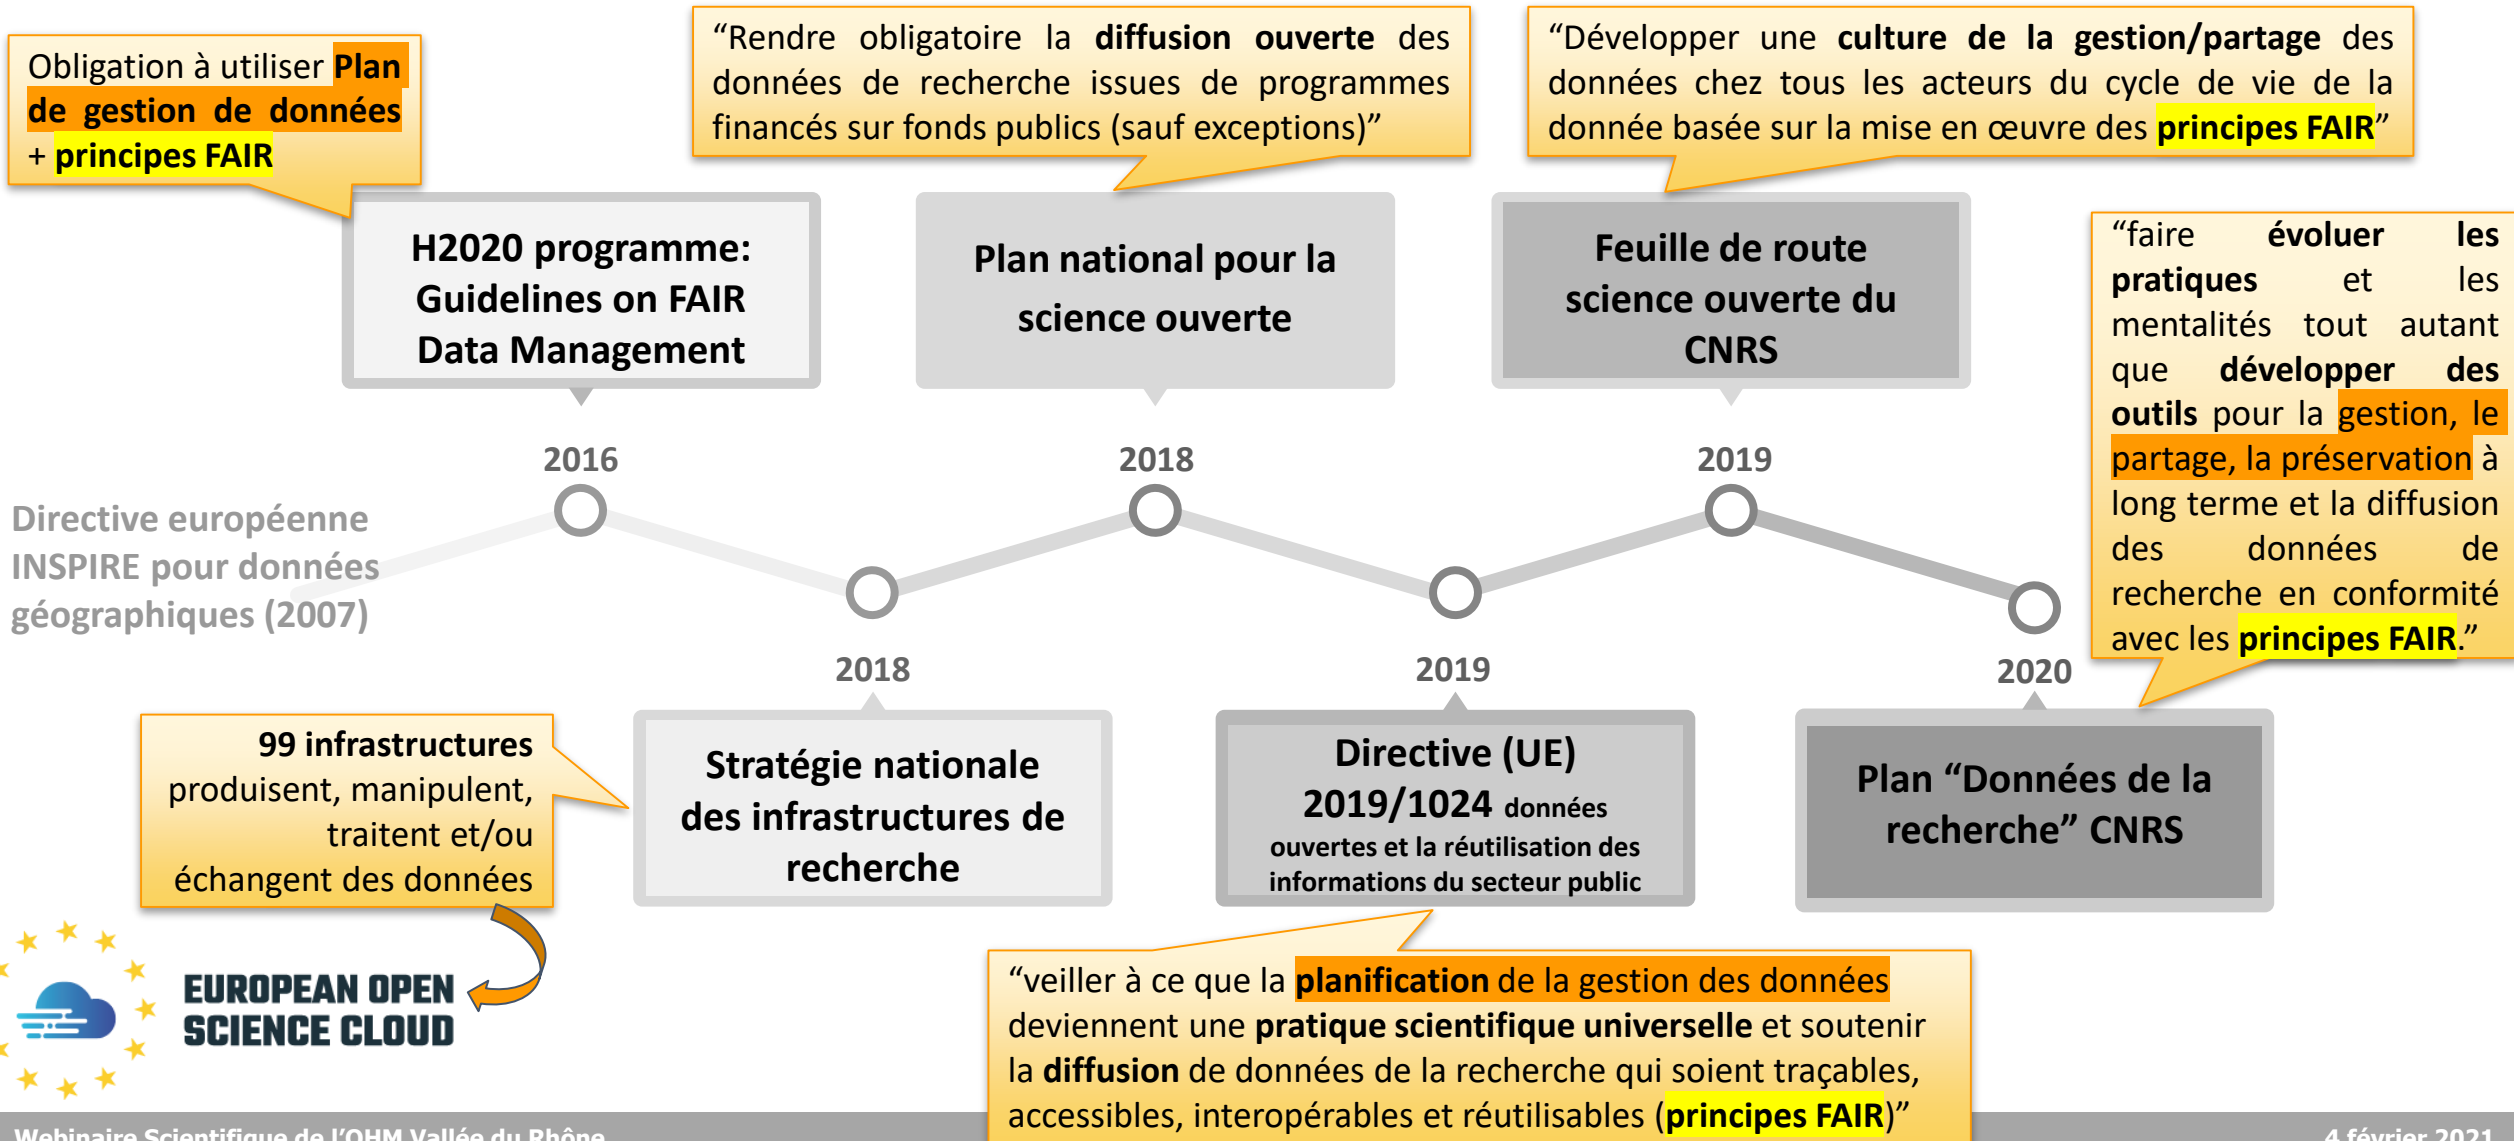 Obligation à utiliser Plan
de gestion de données
+ principes FAIR
“Rendre obligatoire la diffusion ouverte des
données de recherche issues de programmes
financés sur fonds publics (sauf exceptions)”
“Développer une culture de la gestion/partage des
données chez tous les acteurs du cycle de vie de la
donnée basée sur la mise en œuvre des principes FAIR”
H2020 programme:
Guidelines on FAIR
Data Management
Plan national pour la
science ouverte
Feuille de route
science ouverte du
CNRS
“faire évoluer les
pratiques et les
mentalités tout autant
que développer des
outils pour la gestion, le
partage, la préservation à
long terme et la diffusion
des données de
recherche en conformité
avec les principes FAIR.”
2016
2018
2019
Directive européenne
INSPIRE pour données
géographiques (2007)
2018
2019
2020
99 infrastructures
produisent, manipulent,
traitent et/ou
échangent des données
Stratégie nationale
des infrastructures de
recherche
Directive (UE)
2019/1024 données
ouvertes et la réutilisation des
informations du secteur public
Plan “Données de la
recherche” CNRS
EUROPEAN OPEN
SCIENCE CLOUD
“veiller à ce que la planification de la gestion des données
deviennent une pratique scientifique universelle et soutenir
la diffusion de données de la recherche qui soient traçables,
accessibles, interopérables et réutilisables (principes FAIR)”
Webinaire Scientifique de l’OHM Vallée du Rhône
4 février 2021